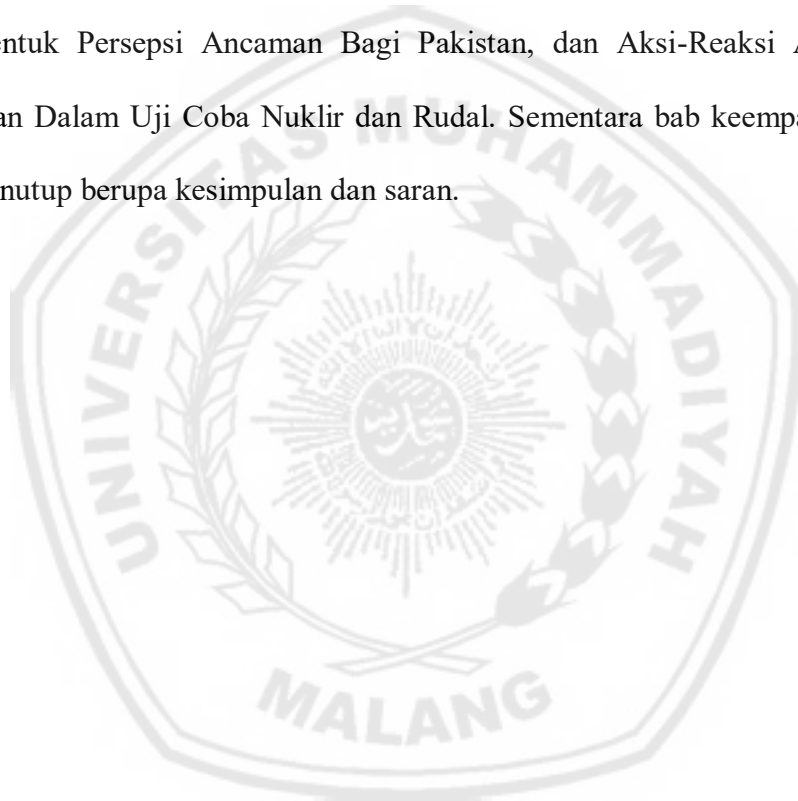 entuk Persepsi Ancaman Bagi Pakistan, dan Aksi-Reaksi A
an Dalam Uji Coba Nuklir dan Rudal. Sementara bab keempa
nutup berupa kesimpulan dan saran.
UNIVERSITAS MUHAMMADIYAH
MALANG